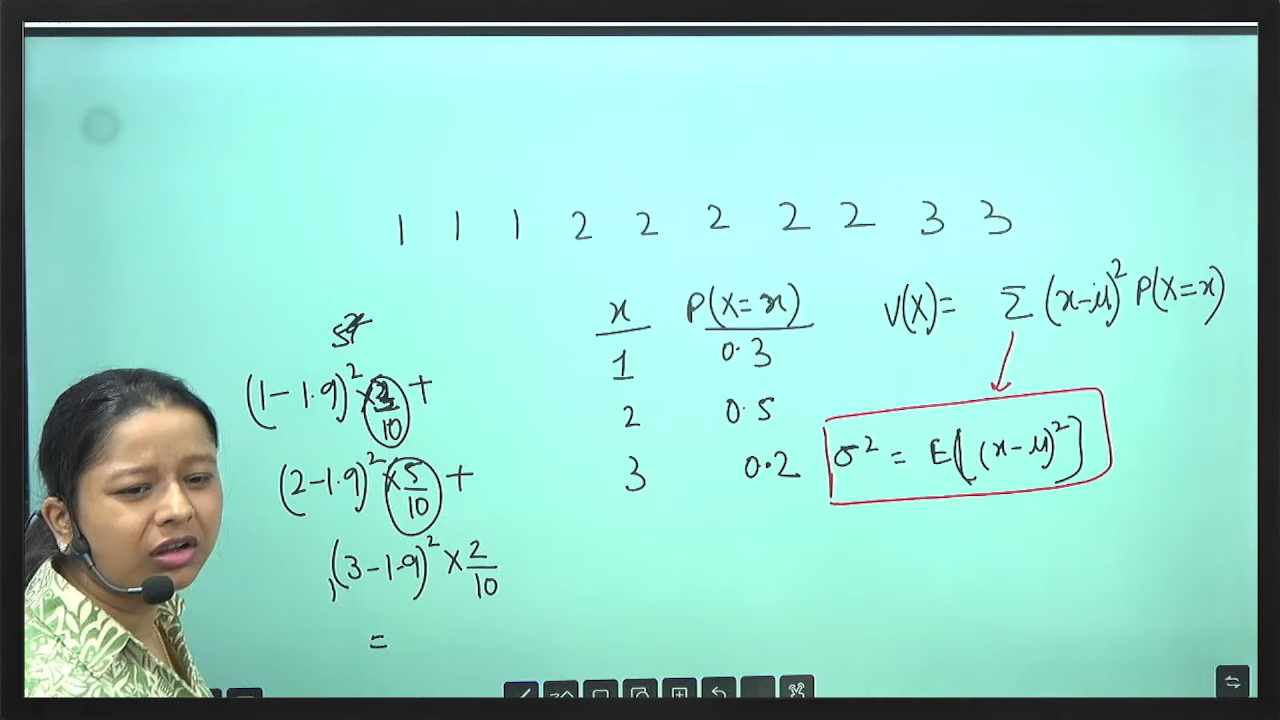 1 1 1 2 2 2 2 2 3 3
(1-1.9)² × 3/10 +
(2-1.9)² × 5/10 +
(3-1.9)² × 2/10
=
x P(X=x)
1 0.3
2 0.5
3 0.2
V(X)= Σ (x-μ)² P(X=x)
σ² = E((x-μ)²)